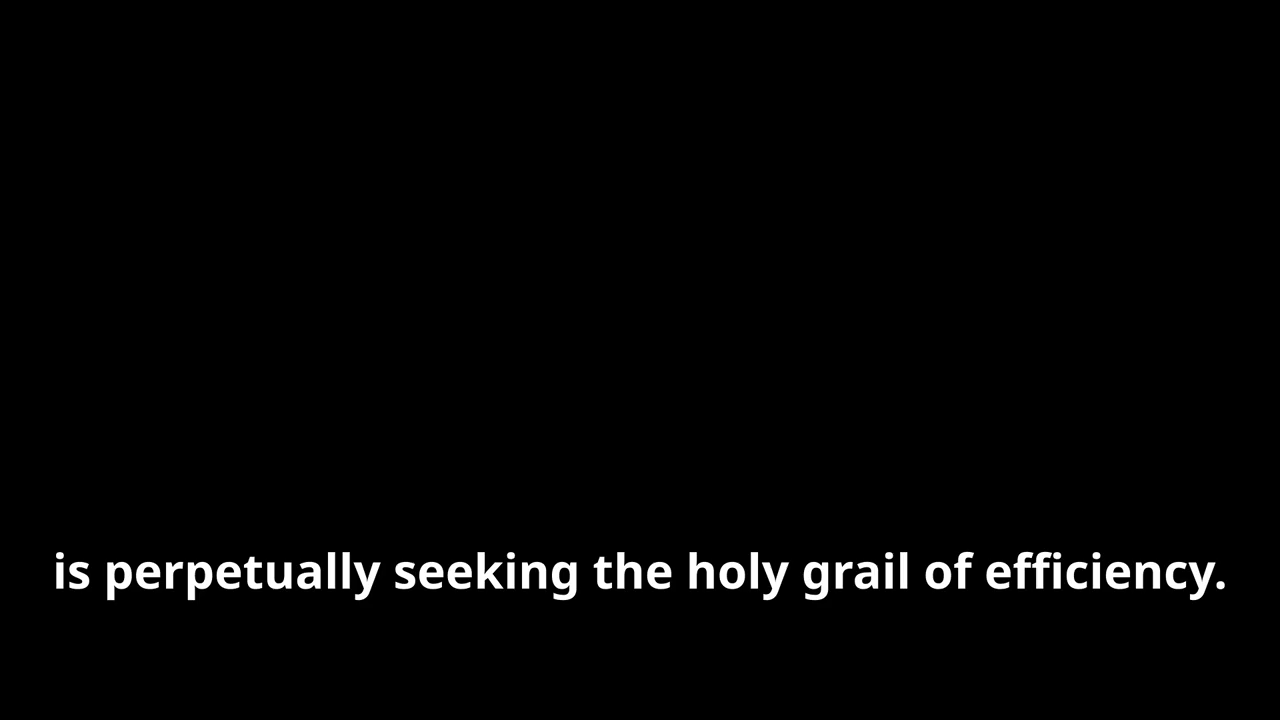 is perpetually seeking the holy grail of efficiency.